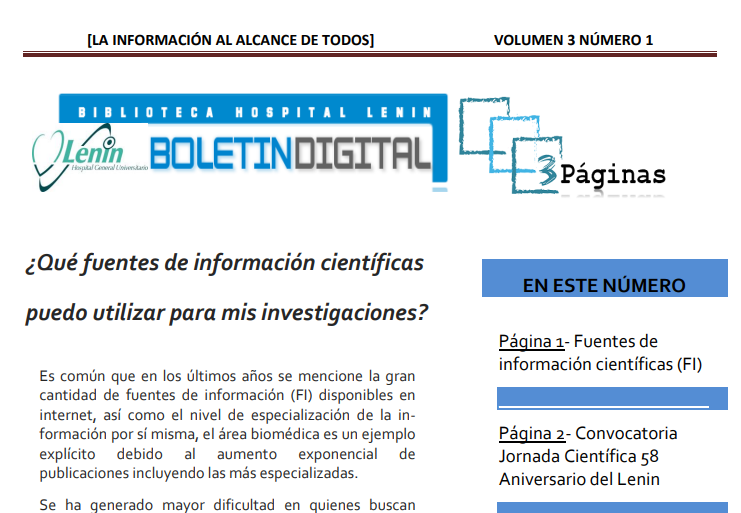 [LA INFORMACIÓN AL ALCANCE DE TODOS] VOLUMEN 3 NÚMERO 1
BIBLIOTECA HOSPITAL LENIN
Lénin
Hospital General Universitario
BOLETINDIGITAL
3Páginas
¿Qué fuentes de información científicas
puedo utilizar para mis investigaciones?
Es común que en los últimos años se mencione la gran
cantidad de fuentes de información (FI) disponibles en
internet, así como el nivel de especialización de la in-
formación por sí misma, el área biomédica es un ejemplo
explícito debido al aumento exponencial de
publicaciones incluyendo las más especializadas.
Se ha generado mayor dificultad en quienes buscan
EN ESTE NÚMERO
Página 1- Fuentes de
información científicas (FI)
Página 2- Convocatoria
Jornada Científica 58
Aniversario del Lenin